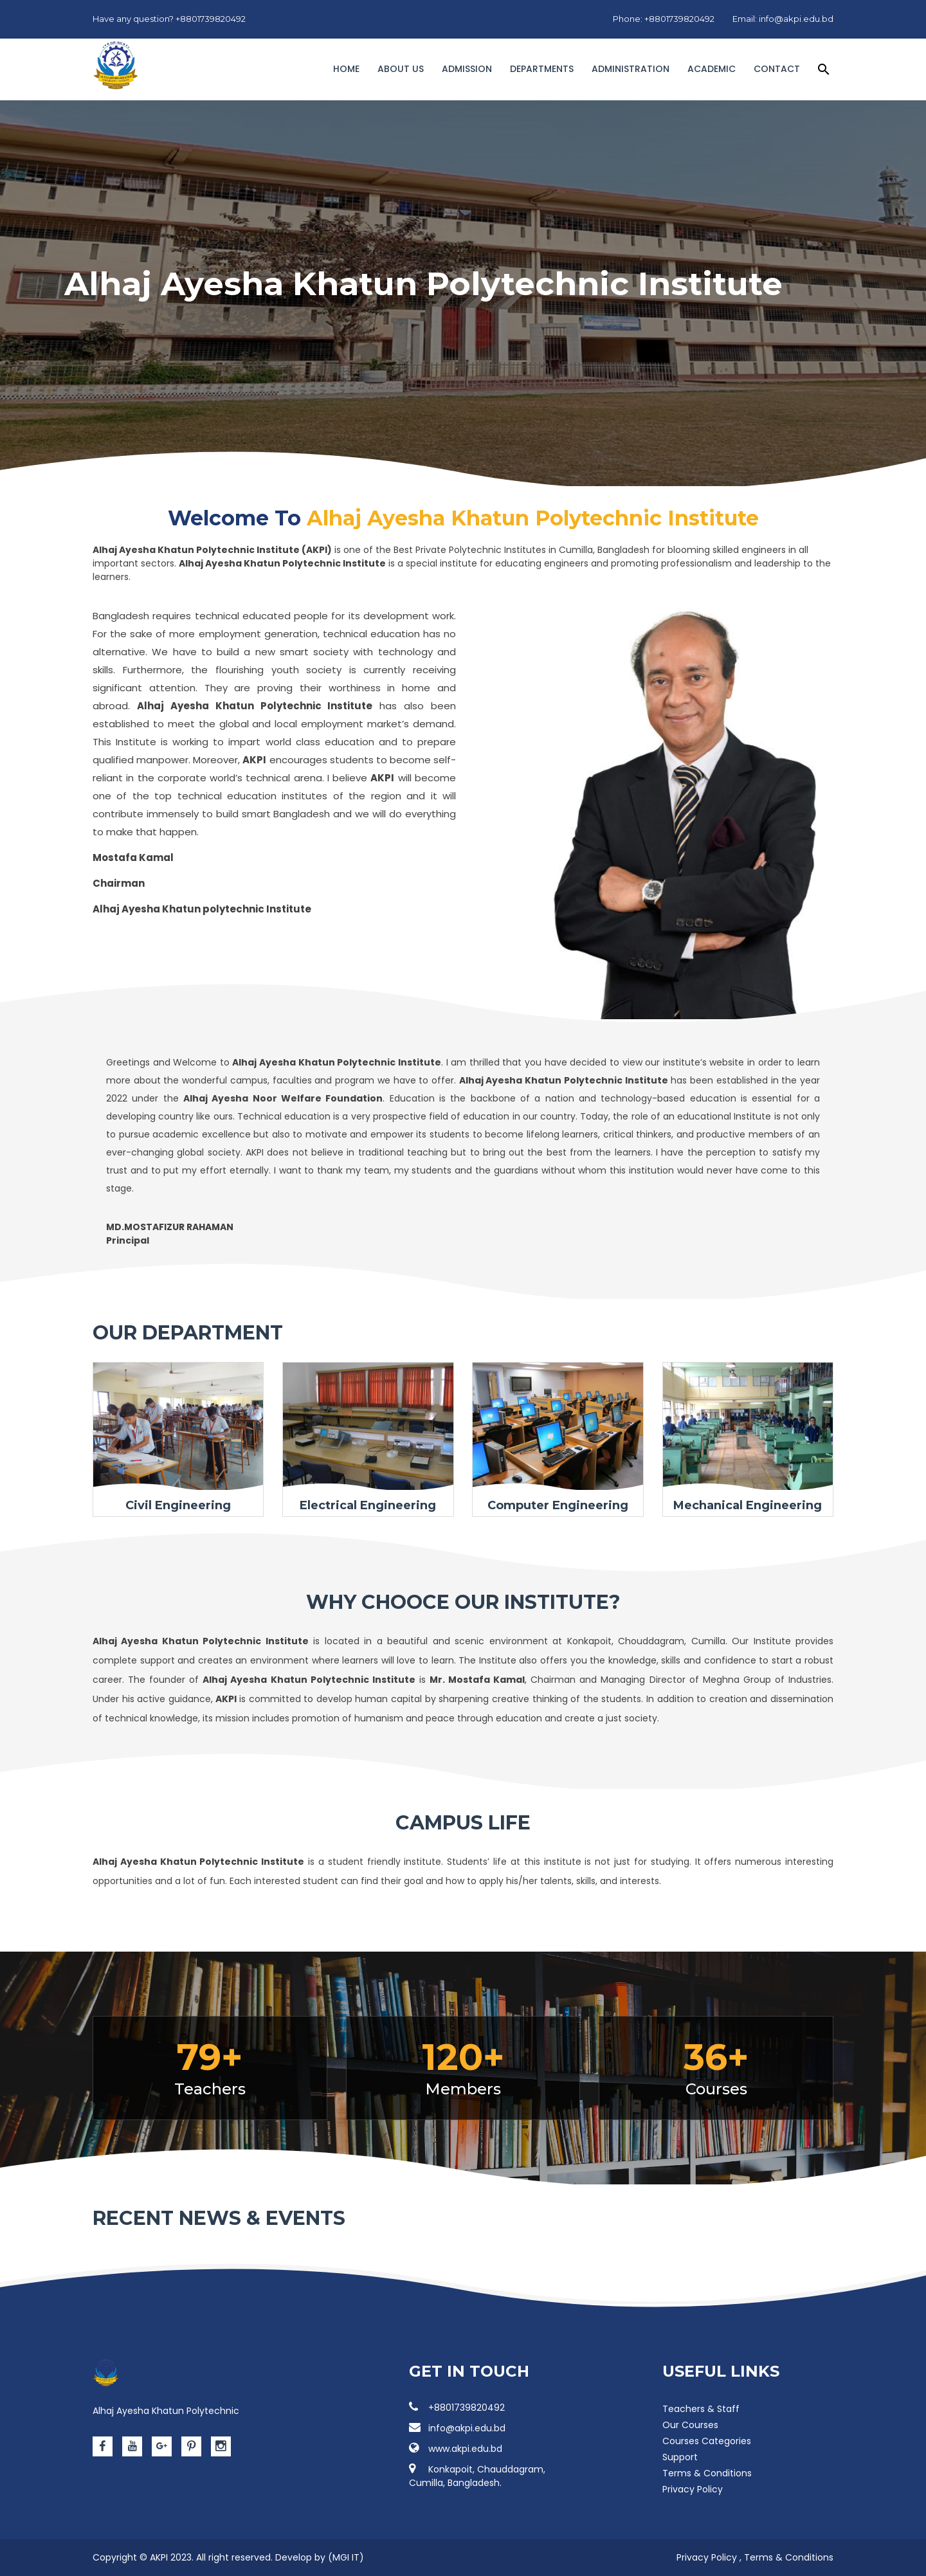 Have any question? +8801739820492
Phone: +8801739820492 Email: info@akpi.edu.bd
HOME ABOUT US ADMISSION DEPARTMENTS ADMINISTRATION ACADEMIC CONTACT
Alhaj Ayesha Khatun Polytechnic Institute
Welcome To Alhaj Ayesha Khatun Polytechnic Institute
Alhaj Ayesha Khatun Polytechnic Institute (AKPI) is one of the Best Private Polytechnic Institutes in Cumilla, Bangladesh for blooming skilled engineers in all
important sectors. Alhaj Ayesha Khatun Polytechnic Institute is a special institute for educating engineers and promoting professionalism and leadership to the
learners.
Bangladesh requires technical educated people for its development work.
For the sake of more employment generation, technical education has no
alternative. We have to build a new smart society with technology and
skills. Furthermore, the flourishing youth society is currently receiving
significant attention. They are proving their worthiness in home and
abroad. Alhaj Ayesha Khatun Polytechnic Institute has also been
established to meet the global and local employment market's demand.
This Institute is working to impart world class education and to prepare
qualified manpower. Moreover, AKPI encourages students to become self-
reliant in the corporate world's technical arena. I believe AKPI will become
one of the top technical education institutes of the region and it will
contribute immensely to build smart Bangladesh and we will do everything
to make that happen.
Mostafa Kamal
Chairman
Alhaj Ayesha Khatun polytechnic Institute
Greetings and Welcome to Alhaj Ayesha Khatun Polytechnic Institute. I am thrilled that you have decided to view our institute's website in order to learn
more about the wonderful campus, faculties and program we have to offer. Alhaj Ayesha Khatun Polytechnic Institute has been established in the year
2022 under the Alhaj Ayesha Noor Welfare Foundation. Education is the backbone of a nation and technology-based education is essential for a
developing country like ours. Technical education is a very prospective field of education in our country. Today, the role of an educational Institute is not only
to pursue academic excellence but also to motivate and empower its students to become lifelong learners, critical thinkers, and productive members of an
ever-changing global society. AKPI does not believe in traditional teaching but to bring out the best from the learners. I have the perception to satisfy my
trust and to put my effort eternally. I want to thank my team, my students and the guardians without whom this institution would never have come to this
stage.
MD.MOSTAFIZUR RAHAMAN
Principal
OUR DEPARTMENT
Civil Engineering
Electrical Engineering
Computer Engineering
Mechanical Engineering
WHY CHOOCE OUR INSTITUTE?
Alhaj Ayesha Khatun Polytechnic Institute is located in a beautiful and scenic environment at Konkapoit, Chouddagram, Cumilla. Our Institute provides
complete support and creates an environment where learners will love to learn. The Institute also offers you the knowledge, skills and confidence to start a robust
career. The founder of Alhaj Ayesha Khatun Polytechnic Institute is Mr. Mostafa Kamal, Chairman and Managing Director of Meghna Group of Industries.
Under his active guidance, AKPI is committed to develop human capital by sharpening creative thinking of the students. In addition to creation and dissemination
of technical knowledge, its mission includes promotion of humanism and peace through education and create a just society.
CAMPUS LIFE
Alhaj Ayesha Khatun Polytechnic Institute is a student friendly institute. Students' life at this institute is not just for studying. It offers numerous interesting
opportunities and a lot of fun. Each interested student can find their goal and how to apply his/her talents, skills, and interests.
79+
Teachers
120+
Members
36+
Courses
RECENT NEWS & EVENTS
Alhaj Ayesha Khatun Polytechnic
GET IN TOUCH
+8801739820492
info@akpi.edu.bd
www.akpi.edu.bd
Konkapoit, Chauddagram,
Cumilla, Bangladesh.
USEFUL LINKS
Teachers & Staff
Our Courses
Courses Categories
Support
Terms & Conditions
Privacy Policy
Copyright © AKPI 2023. All right reserved. Develop by (MGI IT)
Privacy Policy , Terms & Conditions